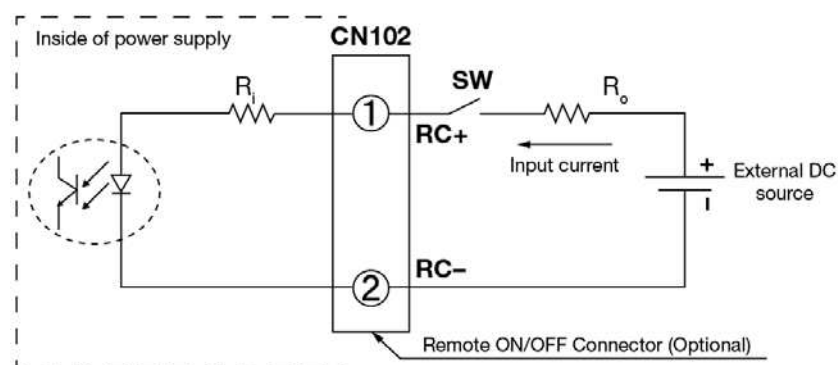 Inside of power supply
CN102
Ri
SW
Ro
①
RC+
Input current
+
External DC
source
−
②
RC−
Remote ON/OFF Connector (Optional)